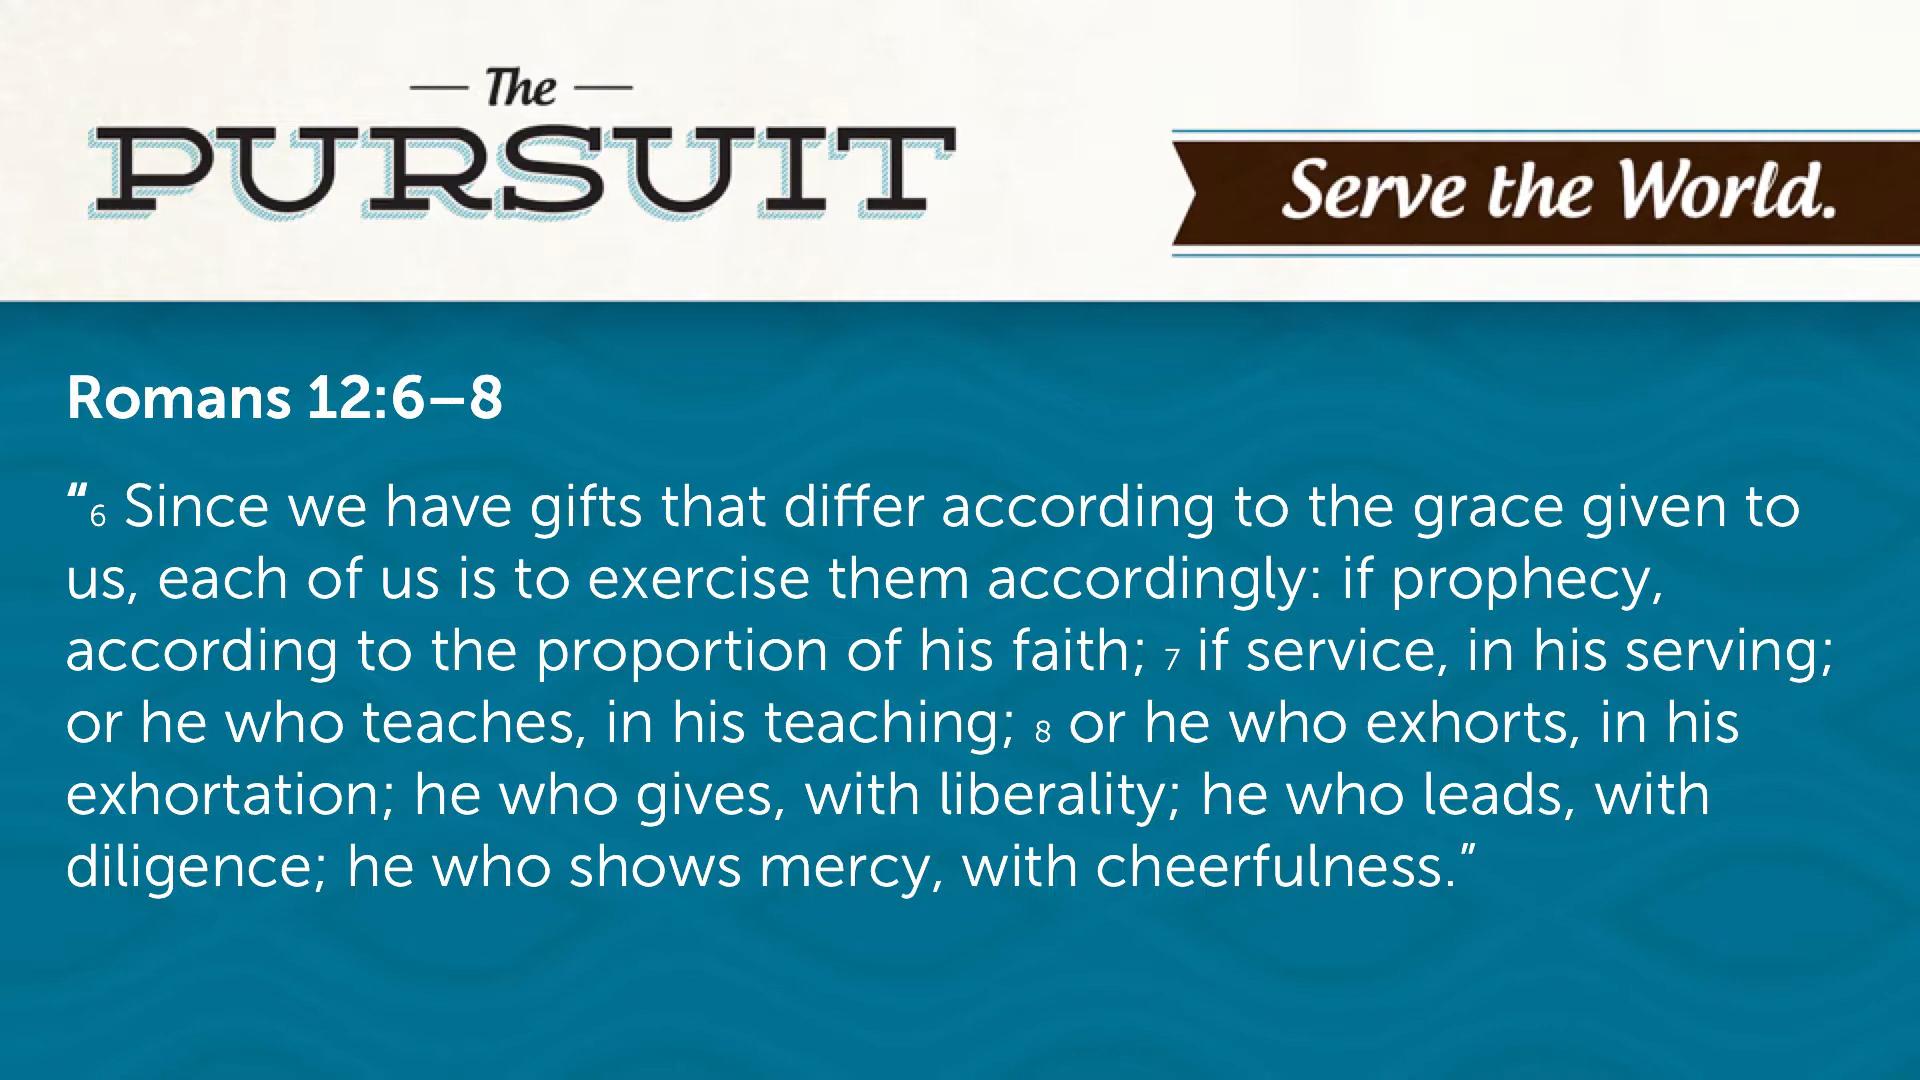 The
PURSUIT
Serve the World.
Romans 12:6–8
“6 Since we have gifts that differ according to the grace given to
us, each of us is to exercise them accordingly: if prophecy,
according to the proportion of his faith; 7 if service, in his serving;
or he who teaches, in his teaching; 8 or he who exhorts, in his
exhortation; he who gives, with liberality; he who leads, with
diligence; he who shows mercy, with cheerfulness.”